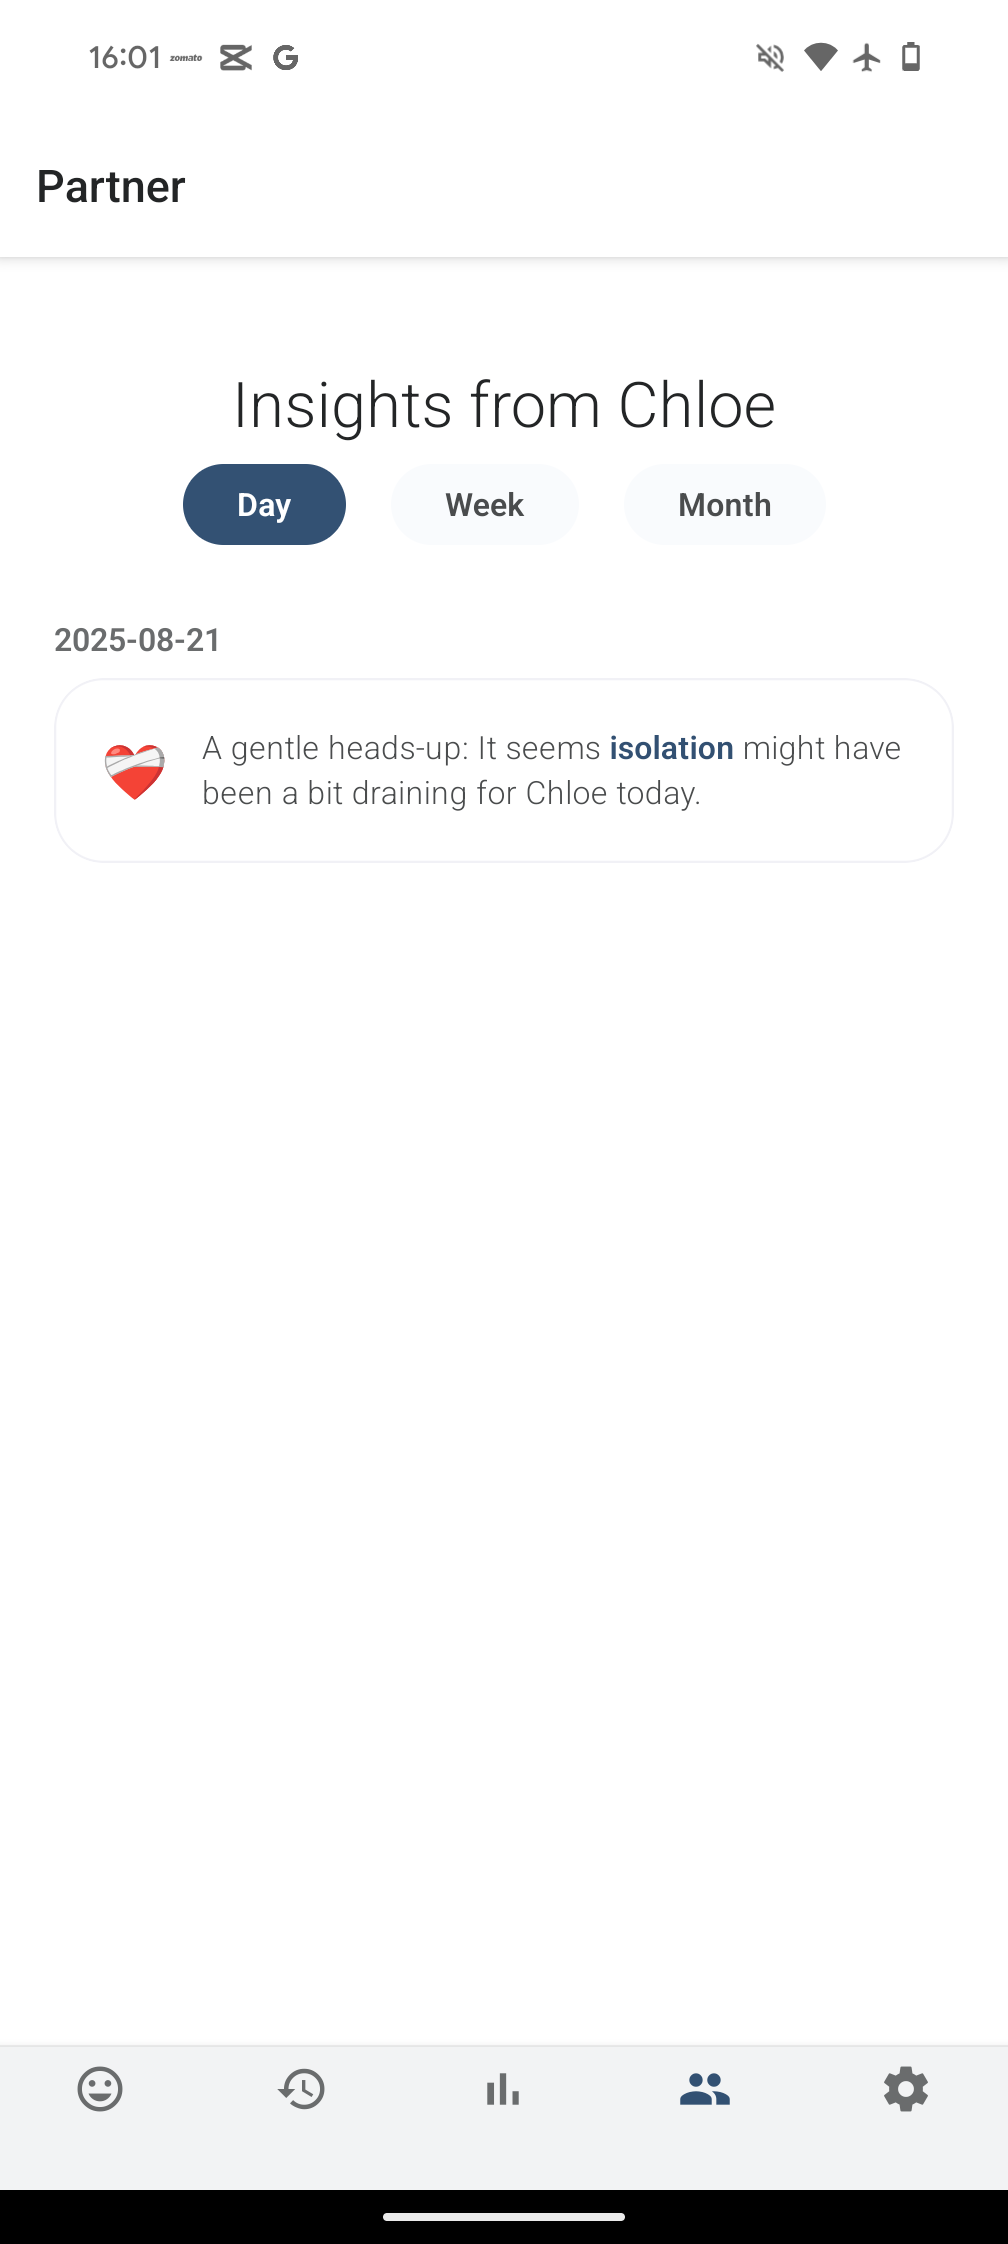 16:01 zomato
Partner
Insights from Chloe
Day Week Month
2025-08-21
A gentle heads-up: It seems isolation might have
been a bit draining for Chloe today.